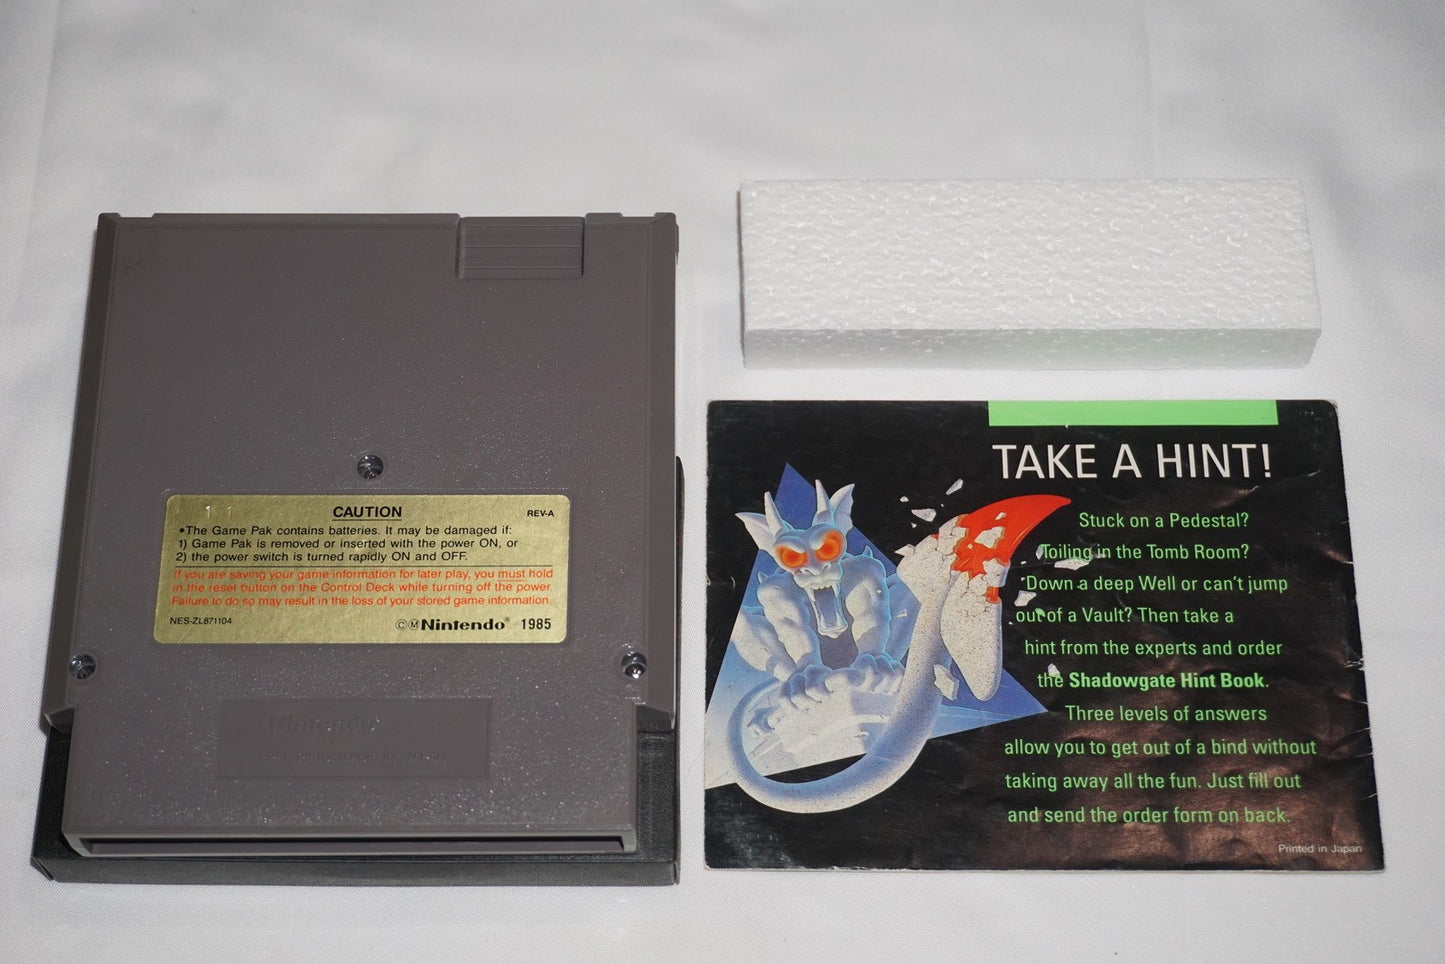 1 1
CAUTION
REV-A
•The Game Pak contains batteries. It may be damaged if:
1) Game Pak is removed or inserted with the power ON, or
2) the power switch is turned rapidly ON and OFF.
If you are saving your game information for later play, you must hold
in the reset button on the Control Deck while turning off the power.
Failure to do so may result in the loss of your stored game information.
NES-ZL871104
©ⓂNintendo® 1985
Nintendo
TAKE A HINT!
Stuck on a Pedestal?
Toiling in the Tomb Room?
Down a deep Well or can't jump
out of a Vault? Then take a
hint from the experts and order
the Shadowgate Hint Book.
Three levels of answers
allow you to get out of a bind without
taking away all the fun. Just fill out
and send the order form on back.
Printed in Japan